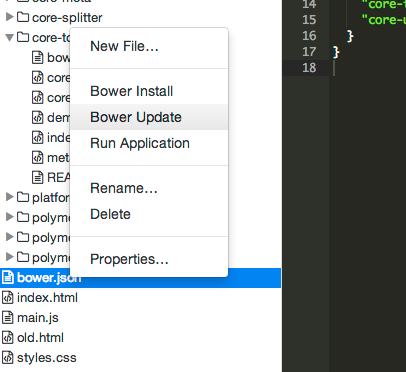 core-splitter
core-to
bow
core
core
dem
inde
meta
REA
platfor
polyme
polyme
polyme
bower.json
index.html
main.js
old.html
styles.css
New File...
Bower Install
Bower Update
Run Application
Rename...
Delete
Properties...
14 "core-
15 "core-u
16 }
17 }
18